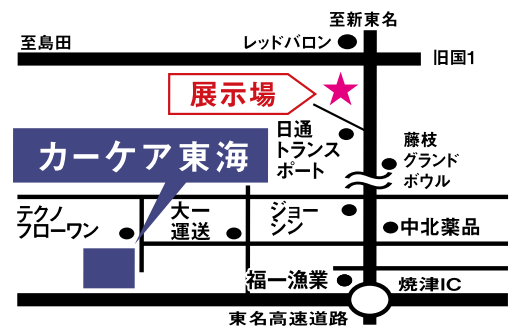 至新東名
至島田
レッドバロン
旧国1
展示場
日通
トランス
ポート
藤枝
グランド
ボウル
カーケア東海
テクノ
フローワン
大一
運送
ジョー
シン
中北薬品
福一漁業
焼津IC
東名高速道路